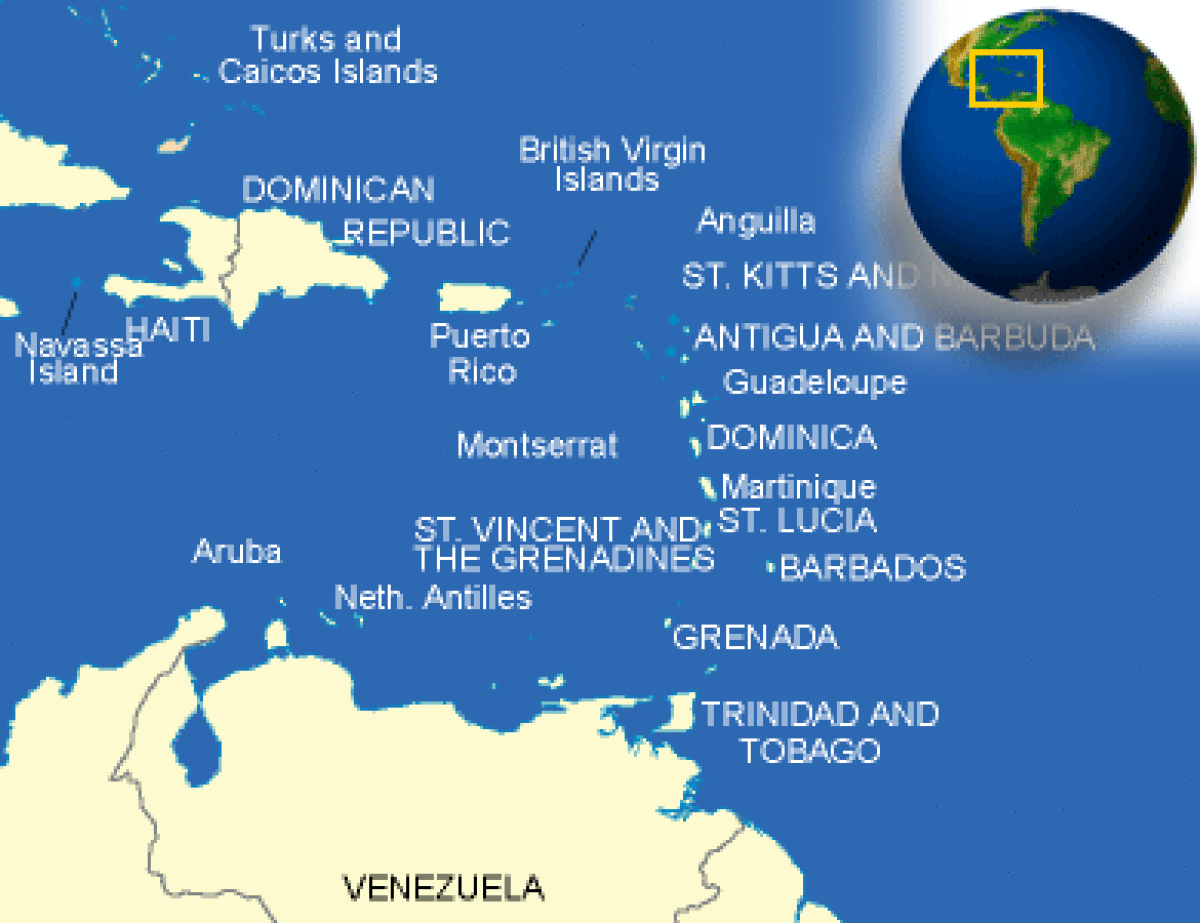 Turks and
Caicos Islands
British Virgin
Islands
DOMINICAN
REPUBLIC
Anguilla
ST. KITTS AND N
HAITI
Navassa
Island
Puerto
Rico
ANTIGUA AND BARBUDA
Guadeloupe
Montserrat
DOMINICA
Martinique
ST. LUCIA
ST. VINCENT AND
THE GRENADINES
Aruba
BARBADOS
Neth. Antilles
GRENADA
TRINIDAD AND
TOBAGO
VENEZUELA